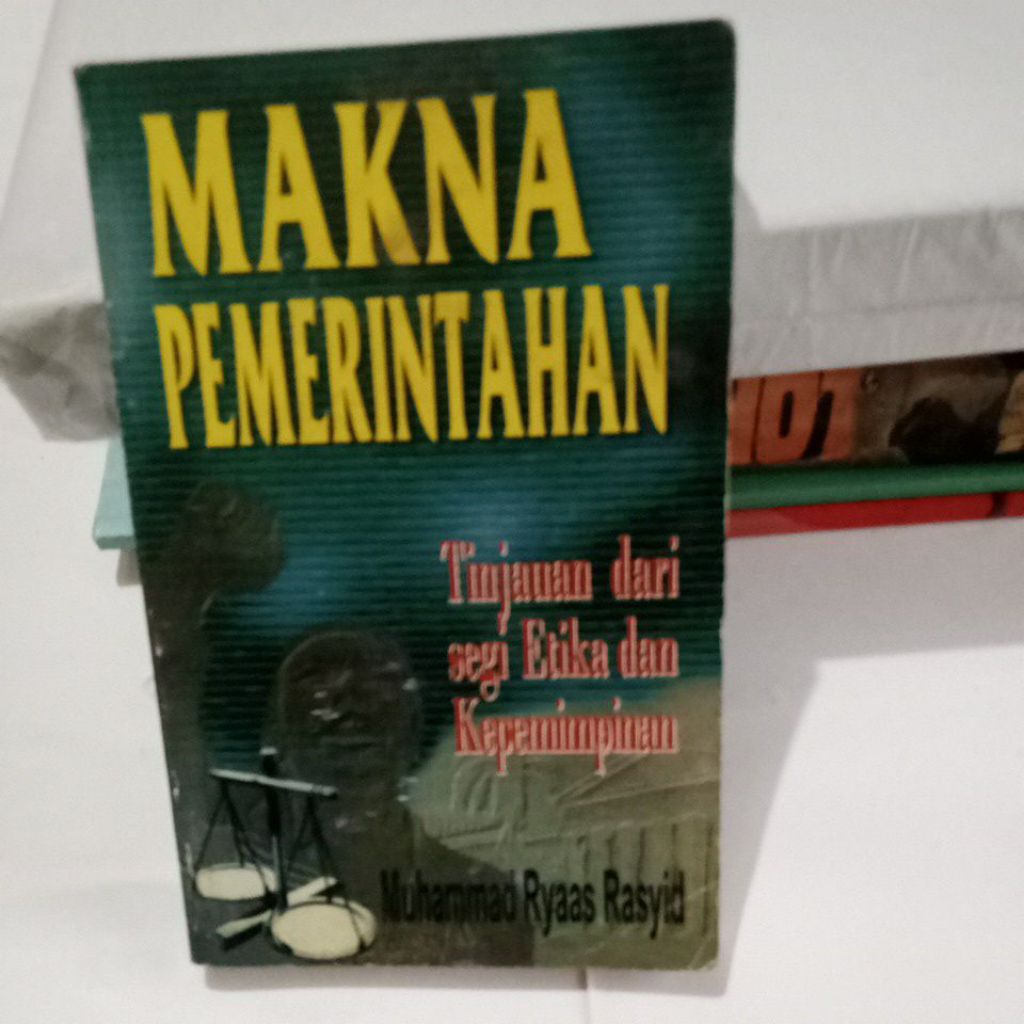 MAKNA
PEMERINTAHAN
Tinjauan dari
segi Etika dan
Kepemimpinan
Muhammad Ryaas Rasyid